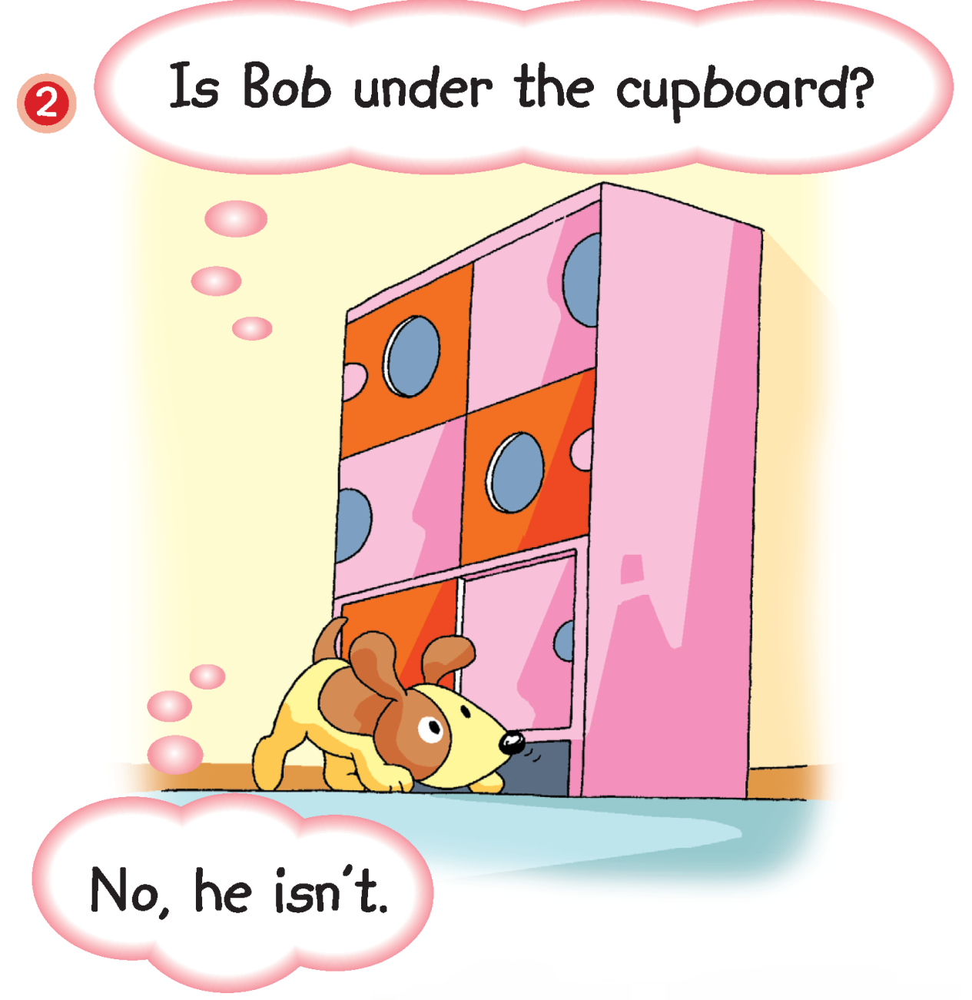 2
Is Bob under the cupboard?
No, he isn't.